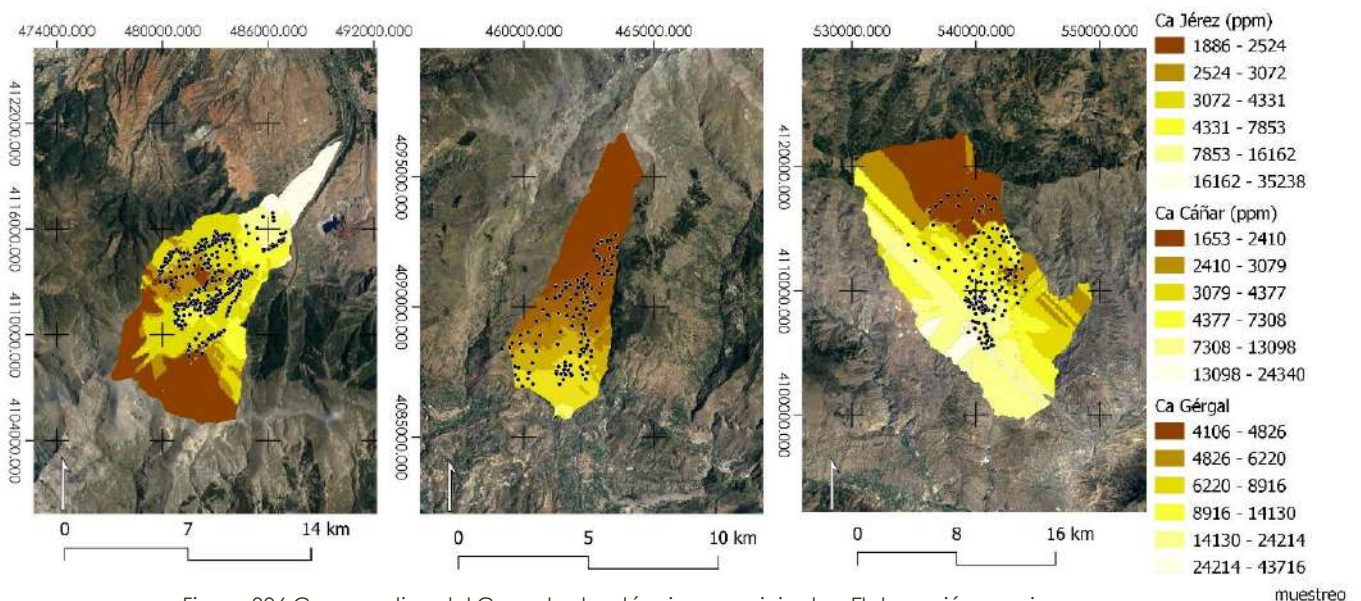 474000.000 480000.000 486000.000 492000.000
4122000.000
4116000.000
4110000.000
4104000.000
0 7 14 km
460000.000 465000.000
4095000.000
4090000.000
4085000.000
0 5 10 km
530000.000 540000.000 550000.000
4120000.000
4110000.000
4100000.000
0 8 16 km
Ca Jérez (ppm)
1886 - 2524
2524 - 3072
3072 - 4331
4331 - 7853
7853 - 16162
16162 - 35238
Ca Cáñar (ppm)
1653 - 2410
2410 - 3079
3079 - 4377
4377 - 7308
7308 - 13098
13098 - 24340
Ca Gérgal
4106 - 4826
4826 - 6220
6220 - 8916
8916 - 14130
14130 - 24214
24214 - 43716
muestreo